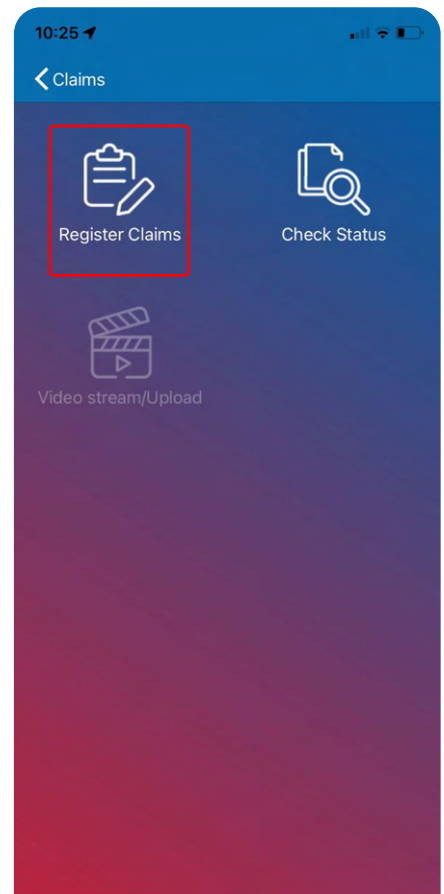 10:25
Claims
Register Claims
Check Status
Video stream/Upload